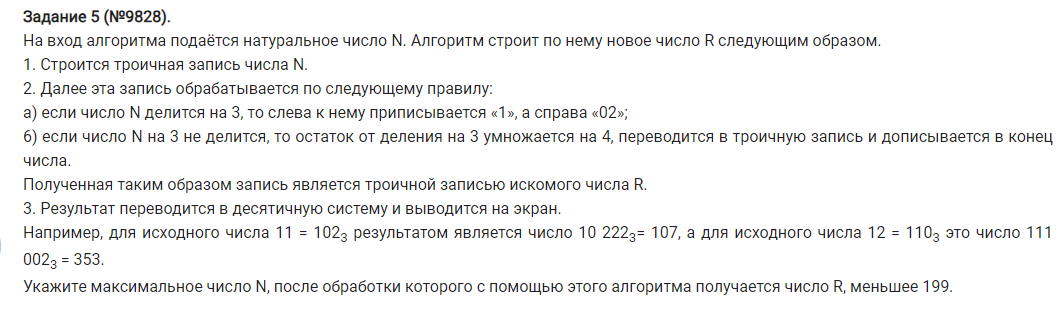 Задание 5 (№9828).
На вход алгоритма подаётся натуральное число N. Алгоритм строит по нему новое число R следующим образом.
1. Строится троичная запись числа N.
2. Далее эта запись обрабатывается по следующему правилу:
а) если число N делится на 3, то слева к нему приписывается «1», а справа «02»;
б) если число N на 3 не делится, то остаток от деления на 3 умножается на 4, переводится в троичную запись и дописывается в конец
числа.
Полученная таким образом запись является троичной записью искомого числа R.
3. Результат переводится в десятичную систему и выводится на экран.
Например, для исходного числа 11 = 102₃ результатом является число 10 222₃= 107, а для исходного числа 12 = 110₃ это число 111
002₃ = 353.
Укажите максимальное число N, после обработки которого с помощью этого алгоритма получается число R, меньшее 199.